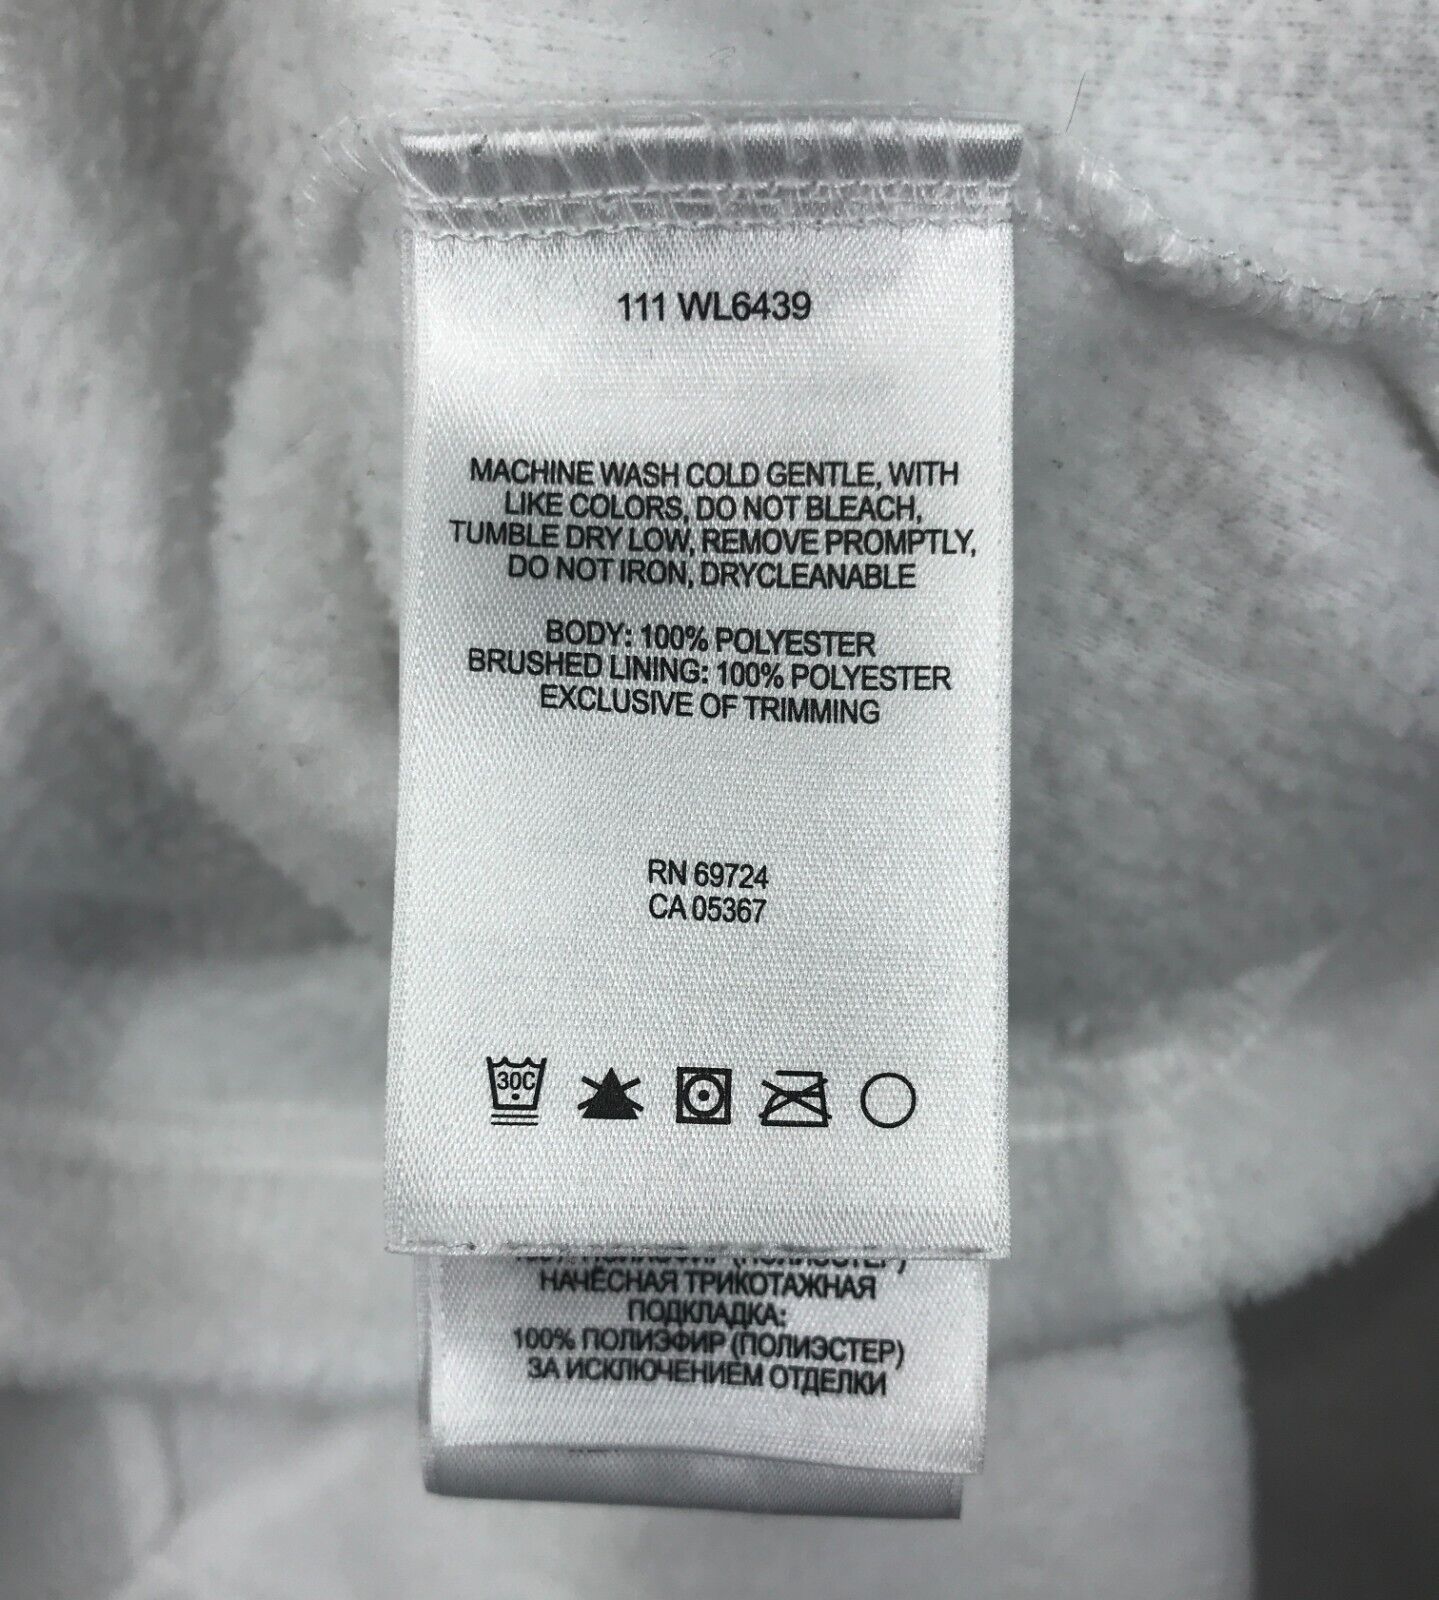 111 WL6439
MACHINE WASH COLD GENTLE, WITH
LIKE COLORS, DO NOT BLEACH,
TUMBLE DRY LOW, REMOVE PROMPTLY,
DO NOT IRON, DRYCLEANABLE
BODY: 100% POLYESTER
BRUSHED LINING: 100% POLYESTER
EXCLUSIVE OF TRIMMING
RN 69724
CA 05367
30C
НАЧЁСНАЯ ТРИКОТАЖНАЯ
ПОДКЛАДКА:
100% ПОЛИЭФИР (ПОЛИЭСТЕР)
ЗА ИСКЛЮЧЕНИЕМ ОТДЕЛКИ